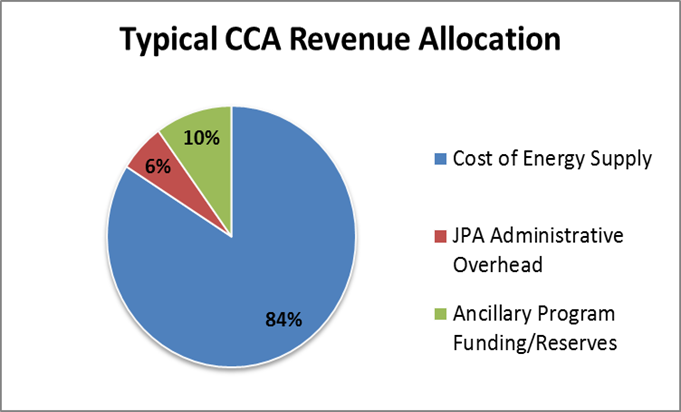 Typical CCA Revenue Allocation
10%
6%
84%
Cost of Energy Supply
JPA Administrative
Overhead
Ancillary Program
Funding/Reserves